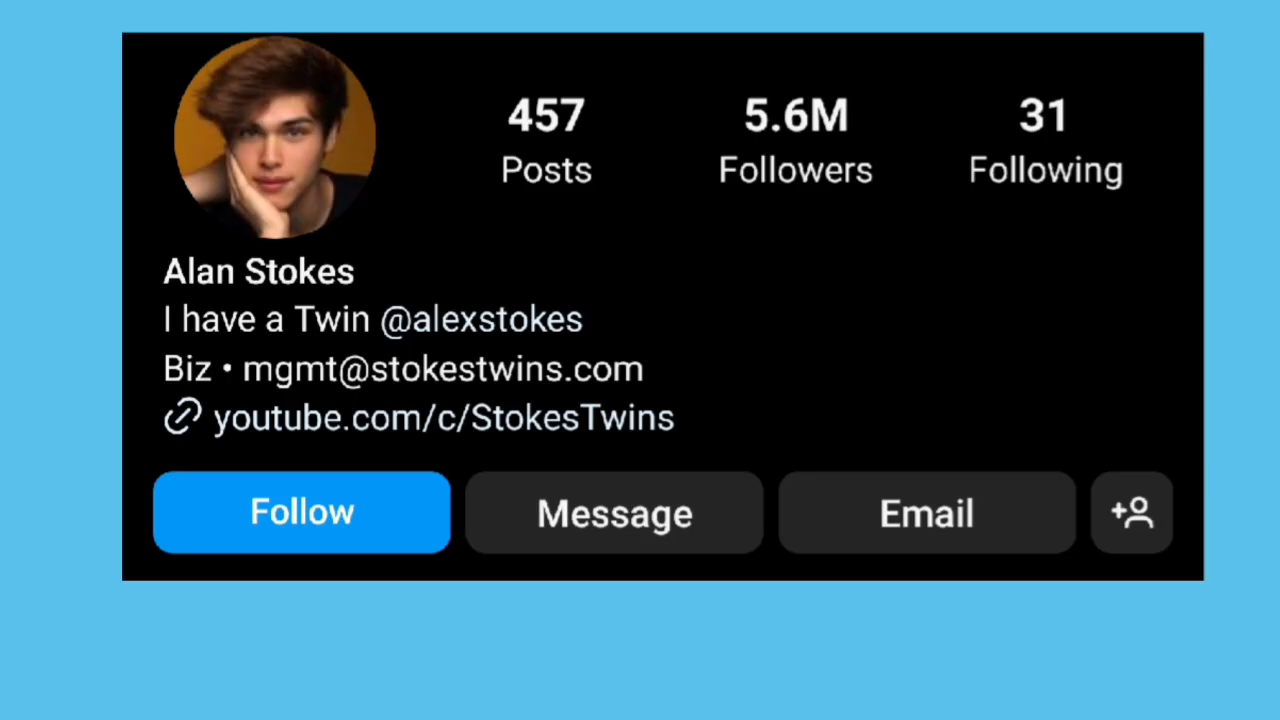 457 5.6M 31
Posts Followers Following
Alan Stokes
I have a Twin @alexstokes
Biz • mgmt@stokestwins.com
youtube.com/c/StokesTwins
Follow Message Email